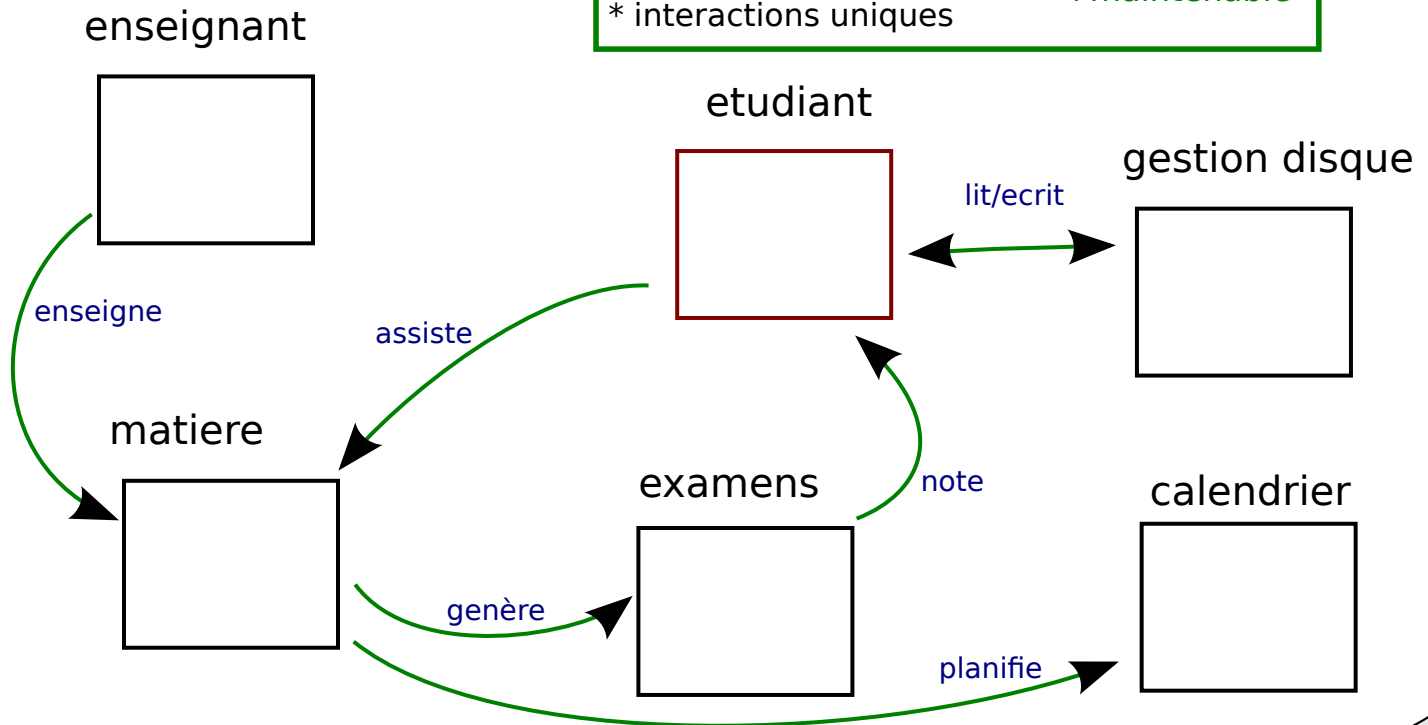 * interactions uniques
enseignant
etudiant
gestion disque
lit/ecrit
enseigne
assiste
matiere
examens
note
calendrier
genère
planifie